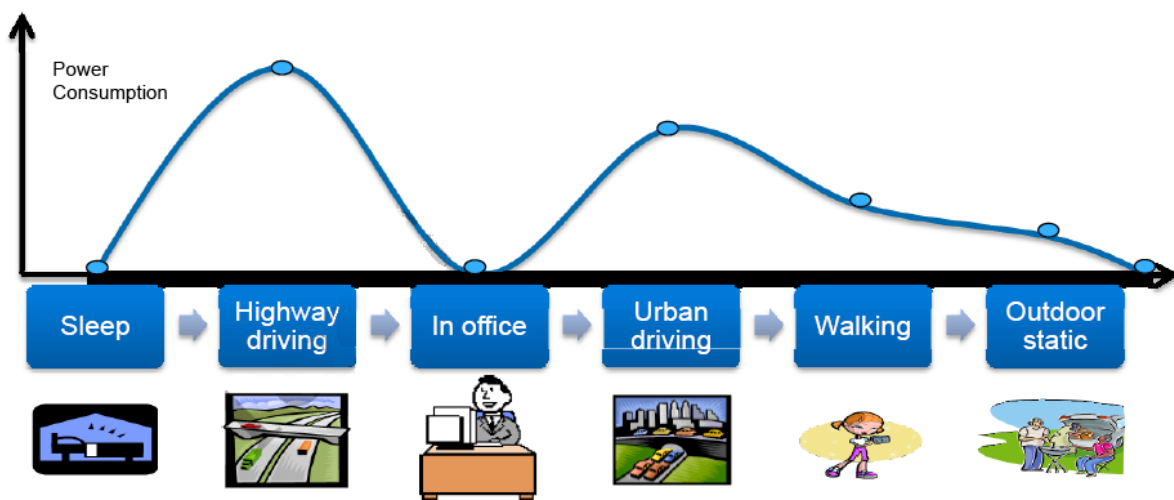 Power
Consumption
Sleep
Highway
driving
In office
Urban
driving
Walking
Outdoor
static